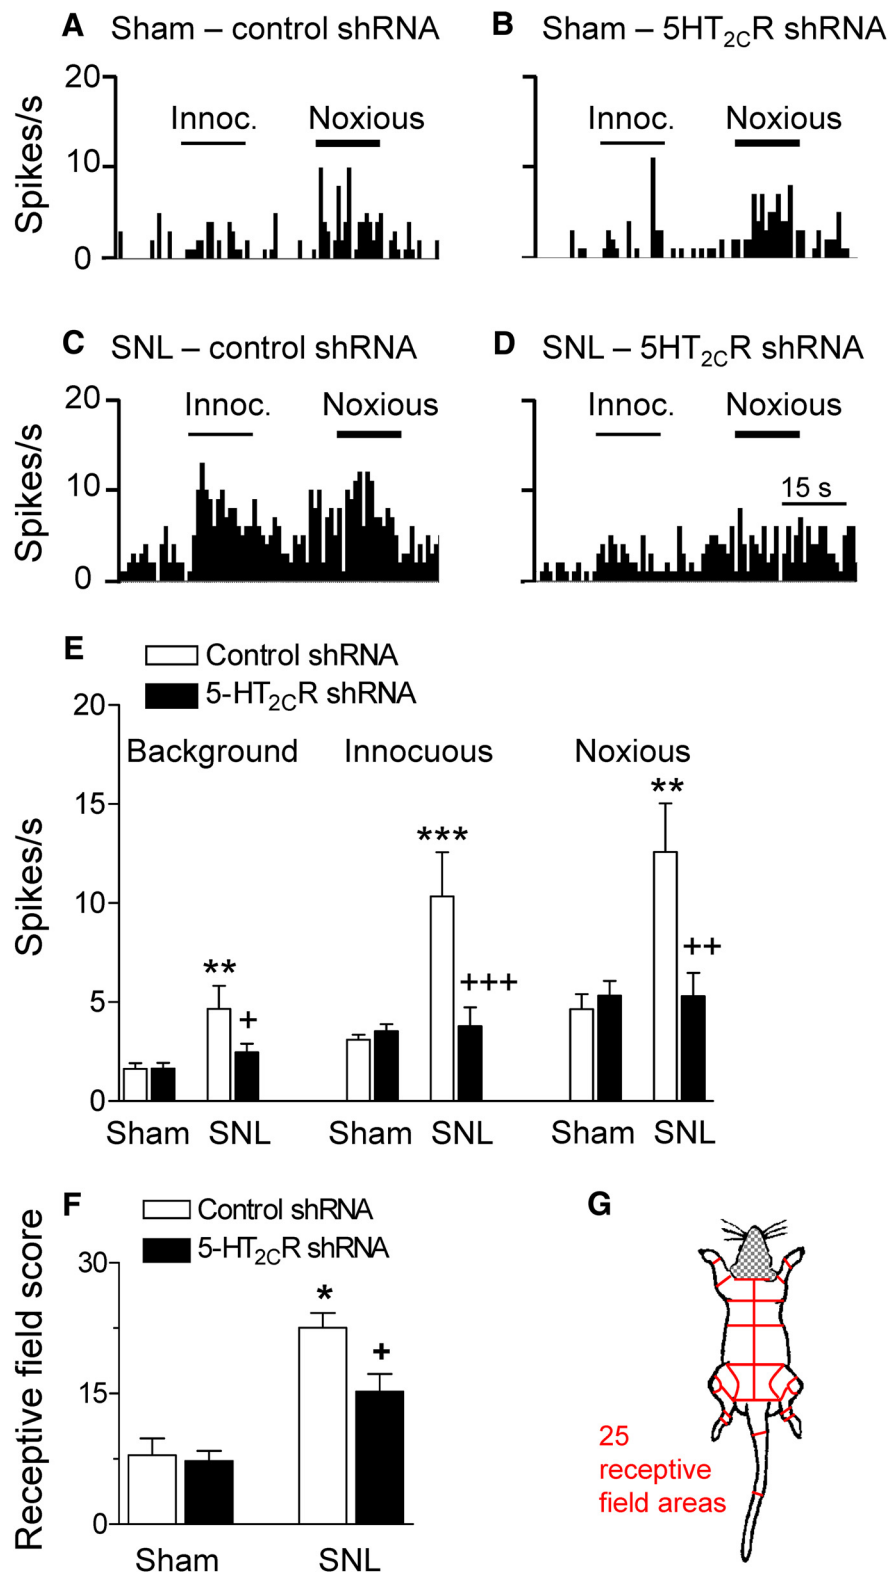 A Sham – control shRNA
B Sham – 5HT2CR shRNA
20
10
0
Spikes/s
Innoc.
Noxious
Innoc.
Noxious
C SNL – control shRNA
D SNL – 5HT2CR shRNA
20
10
0
Spikes/s
Innoc.
Noxious
Innoc.
Noxious
15 s
E
Control shRNA
5-HT2CR shRNA
20
15
10
5
0
Spikes/s
Background
Innocuous
Noxious
**
+
***
+++
**
++
Sham SNL Sham SNL Sham SNL
F
Control shRNA
5-HT2CR shRNA
30
15
0
Receptive field score
*
+
Sham SNL
G
25
receptive
field areas